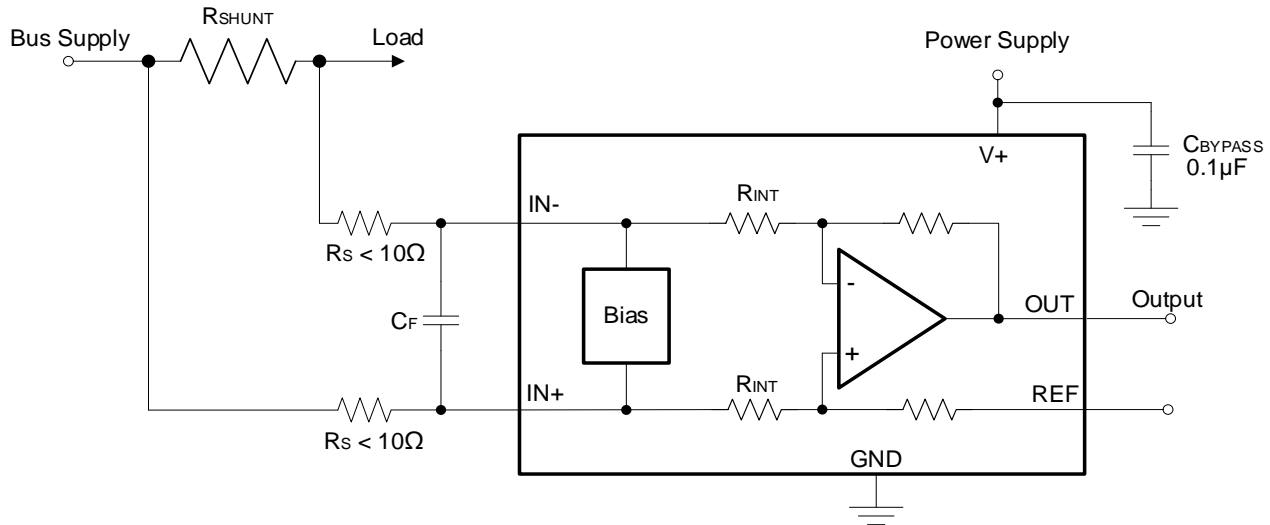 RSHUNT
Bus Supply
Load
Power Supply
V+
CBYPASS
0.1µF
IN-
RINT
RS < 10Ω
-
CF
Bias
OUT
Output
+
IN+
RINT
REF
RS < 10Ω
GND